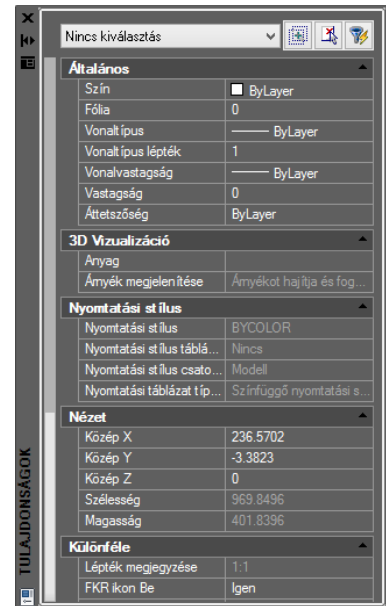 Nincs kiválasztás
Általános
Szín ByLayer
Fólia 0
Vonaltípus ByLayer
Vonaltípus lépték 1
Vonalvastagság ByLayer
Vastagság 0
Áttetszőség ByLayer
3D Vizualizáció
Anyag
Árnyék megjelenítése Árnyékot hajítja és fog...
Nyomtatási stílus
Nyomtatási stílus BYCOLOR
Nyomtatási stílus táblá... Nincs
Nyomtatási stílus csato... Modell
Nyomtatási táblázat típ... Színfüggő nyomtatási s...
Nézet
Közép X 236.5702
Közép Y -3.3823
Közép Z 0
Szélesség 969.8496
Magasság 401.8396
Különféle
Lépték megjegyzése 1:1
FKR ikon Be Igen
TULAJDONSÁGOK